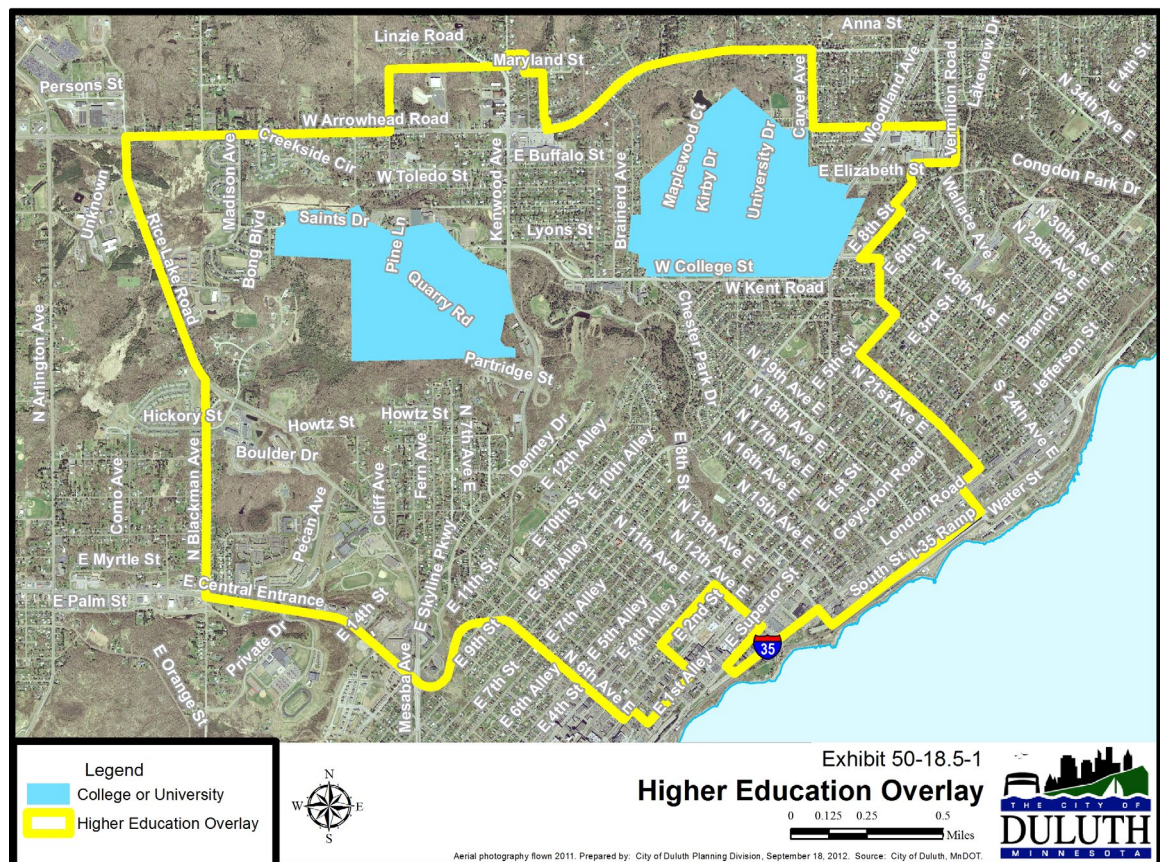 Linzie Road
Anna St
Maryland St
Woodland Ave
Vermilion Road
Lakeview Dr
E 4th St
N 34th Ave E
Persons St
W Arrowhead Road
Carver Ave
Creekside Cir
Madison Ave
E Buffalo St
Maplewood Ct
Kirby Dr
University Dr
W Toledo St
Kenwood Ave
Brainerd Ave
E Elizabeth St
Congdon Park Dr
Wallace Ave
Unknown
Rice Lake Road
Bong Blvd
Saints Dr
Pine Ln
Lyons St
E 8th St
E 6th St
N 30th Ave E
N 29th Ave E
N 26th Ave E
W College St
W Kent Road
Quarry Rd
N Arlington Ave
Chester Park Dr
E 3rd St
Branch St
Jefferson St
Partridge St
N 19th Ave E
E 5th St
N 21st Ave E
S 24th Ave E
N 18th Ave E
N 17th Ave E
N 16th Ave E
N 15th Ave E
Hickory St
Howtz St
Howtz St
N 7th Ave E
Boulder Dr
Denney Dr
E 12th Alley
E 10th Alley
E 8th St
E 1st St
Greysolon Road
London Road
Water St
I-35 Ramp
South St
Como Ave
N Blackman Ave
Pecan Ave
Cliff Ave
Fern Ave
E Skyline Pkwy
E 10th St
E 11th St
E 9th Alley
N 11th Ave E
N 12th Ave E
N 13th Ave E
E Myrtle St
E Central Entrance
E Palm St
E 14th St
E 7th Alley
E 5th Alley
E 4th Alley
E 2nd St
E Superior St
35
Private Dr
E Orange St
Mesaba Ave
E 9th St
E 7th St
E 6th Alley
E 4th St
N 6th Ave E
E 1st Alley
Legend
College or University
Higher Education Overlay
N
W
E
S
Exhibit 50-18.5-1
Higher Education Overlay
0 0.125 0.25 0.5
Miles
THE CITY OF
DULUTH
MINNESOTA
Aerial photography flown 2011. Prepared by: City of Duluth Planning Division, September 18, 2012. Source: City of Duluth, MnDOT.